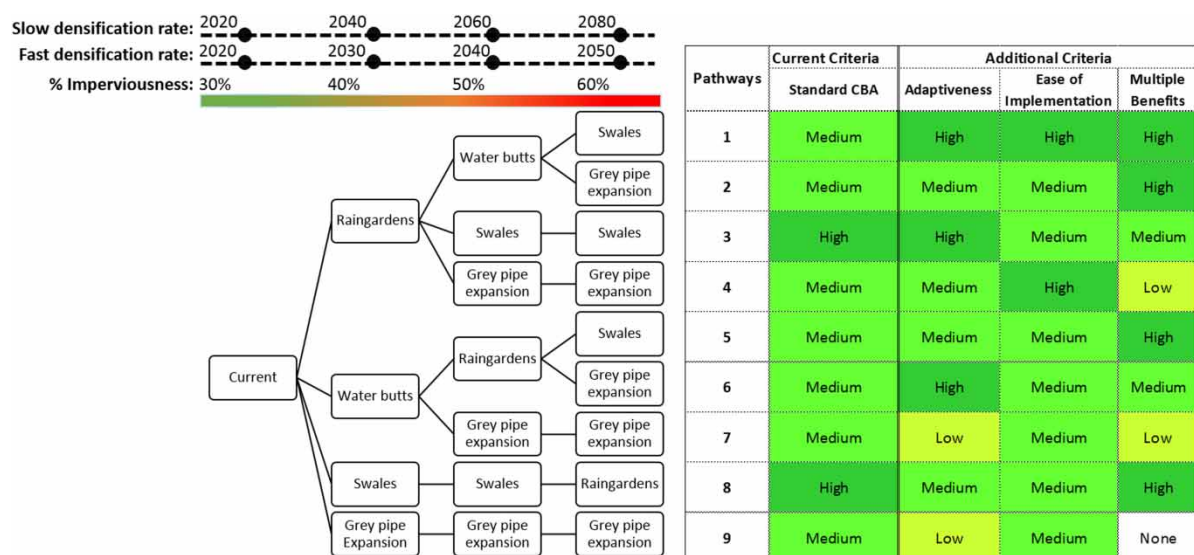 Slow densification rate: 2020 2040 2060 2080
Fast densification rate: 2020 2030 2040 2050
% Imperviousness: 30% 40% 50% 60%
Current
Raingardens
Water butts
Swales
Grey pipe
expansion
Swales
Swales
Grey pipe
expansion
Grey pipe
expansion
Water butts
Raingardens
Swales
Grey pipe
expansion
Grey pipe
expansion
Grey pipe
expansion
Swales
Swales
Raingardens
Grey pipe
Expansion
Grey pipe
expansion
Grey pipe
expansion
Pathways
Current Criteria
Additional Criteria
Standard CBA
Adaptiveness
Ease of
Implementation
Multiple
Benefits
1 Medium High High High
2 Medium Medium Medium High
3 High High Medium Medium
4 Medium Medium High Low
5 Medium Medium Medium High
6 Medium High Medium Medium
7 Medium Low Medium Low
8 High Medium Medium High
9 Medium Low Medium None